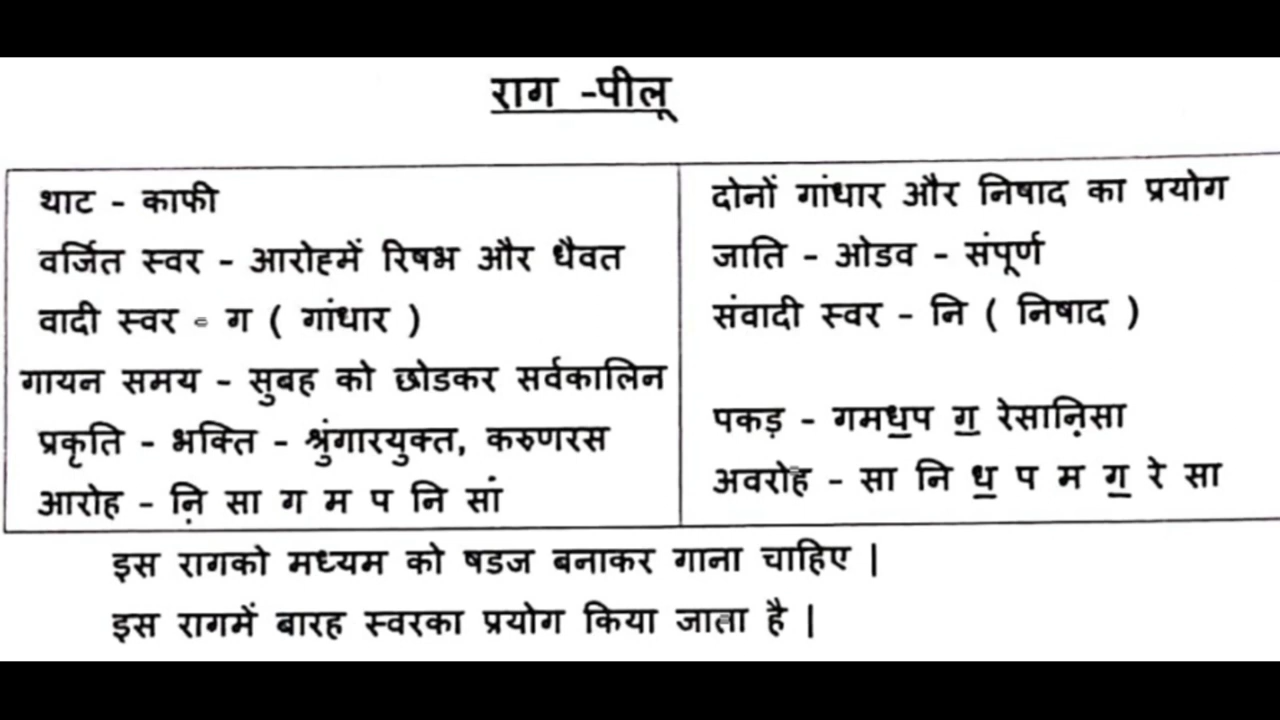 राग -पीलू
थाट - काफी
वर्जित स्वर - आरोहमें रिषभ और धैवत
वादी स्वर - ग ( गांधार )
गायन समय - सुबह को छोडकर सर्वकालिन
प्रकृति - भक्ति - श्रुंगारयुक्त, करुणरस
आरोह - नि़ सा ग म प नि सां
दोनों गांधार और निषाद का प्रयोग
जाति - ओडव - संपूर्ण
संवादी स्वर - नि ( निषाद )
पकड़ - गमध॒प ग॒ रेसानि़सा
अवरोह - सा नि ध॒ प म ग॒ रे सा
इस रागको मध्यम को षडज बनाकर गाना चाहिए |
इस रागमें बारह स्वरका प्रयोग किया जाता है |